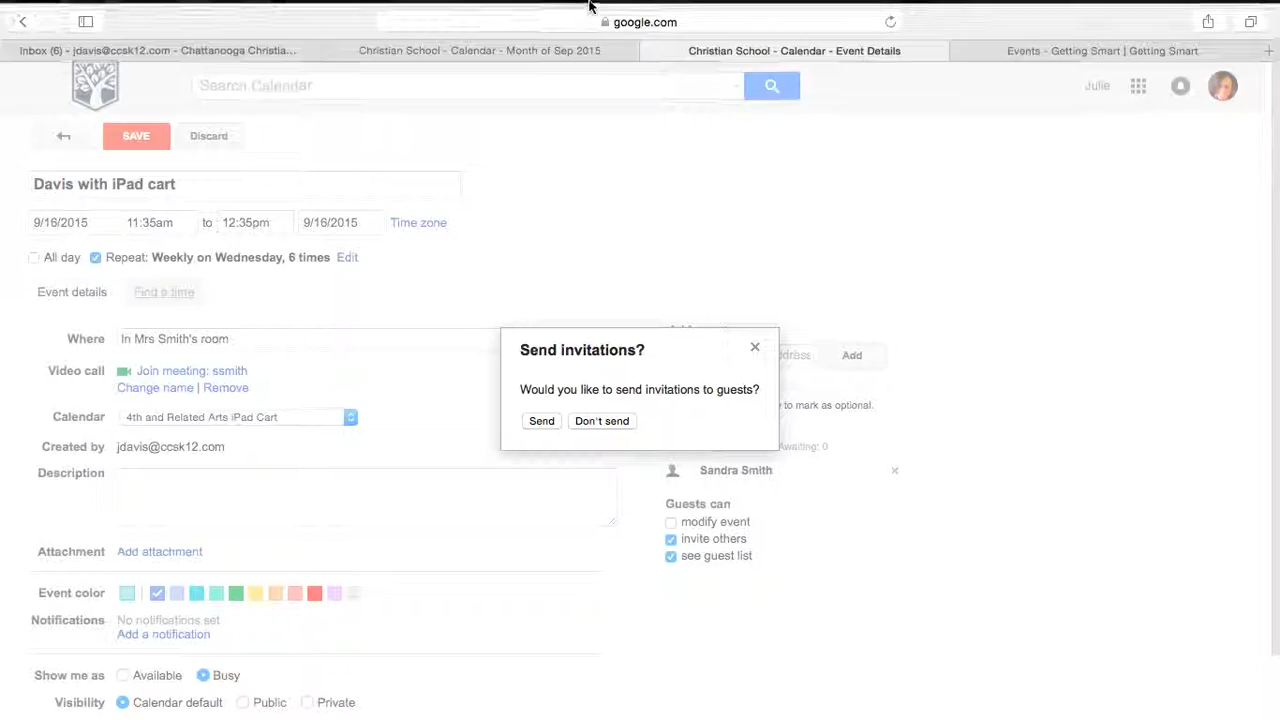 google.com
Inbox (6) - jdavis@ccsk12.com - Chattanooga Christia...
Christian School - Calendar - Month of Sep 2015
Christian School - Calendar - Event Details
Events - Getting Smart | Getting Smart
Search Calendar
Julie
SAVE
Discard
Davis with iPad cart
9/16/2015 11:35am to 12:35pm 9/16/2015 Time zone
All day Repeat: Weekly on Wednesday, 6 times Edit
Event details Find a time
Where In Mrs Smith's room
Video call Join meeting: ssmith
Change name | Remove
Calendar 4th and Related Arts iPad Cart
Created by jdavis@ccsk12.com
Description
Attachment Add attachment
Event color
Notifications No notifications set
Add a notification
Show me as Available Busy
Visibility Calendar default Public Private
Send invitations?
Would you like to send invitations to guests?
Send Don't send
Add
to mark as optional.
Awaiting: 0
Sandra Smith
Guests can
modify event
invite others
see guest list